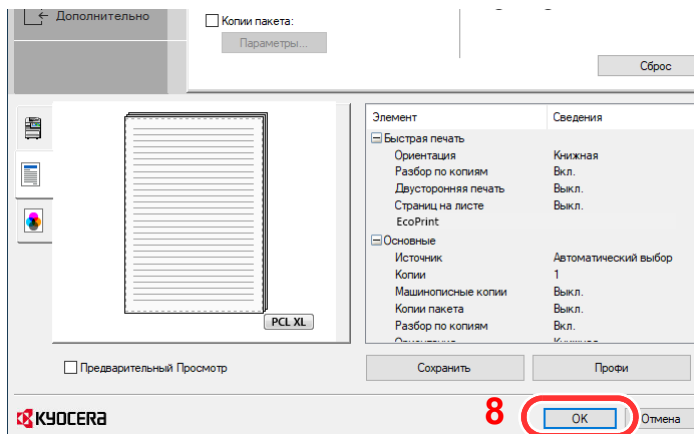 Дополнительно
Копии пакета:
Параметры...
Сброс
Элемент Сведения
Быстрая печать
Ориентация Книжная
Разбор по копиям Вкл.
Двусторонняя печать Выкл.
Страниц на листе Выкл.
EcoPrint
Основные
Источник Автоматический выбор
Копии 1
Машинописные копии Выкл.
Копии пакета Выкл.
Разбор по копиям Вкл.
PCL XL
Предварительный Просмотр
Сохранить Профи
KYOCERA
8 OK Отмена